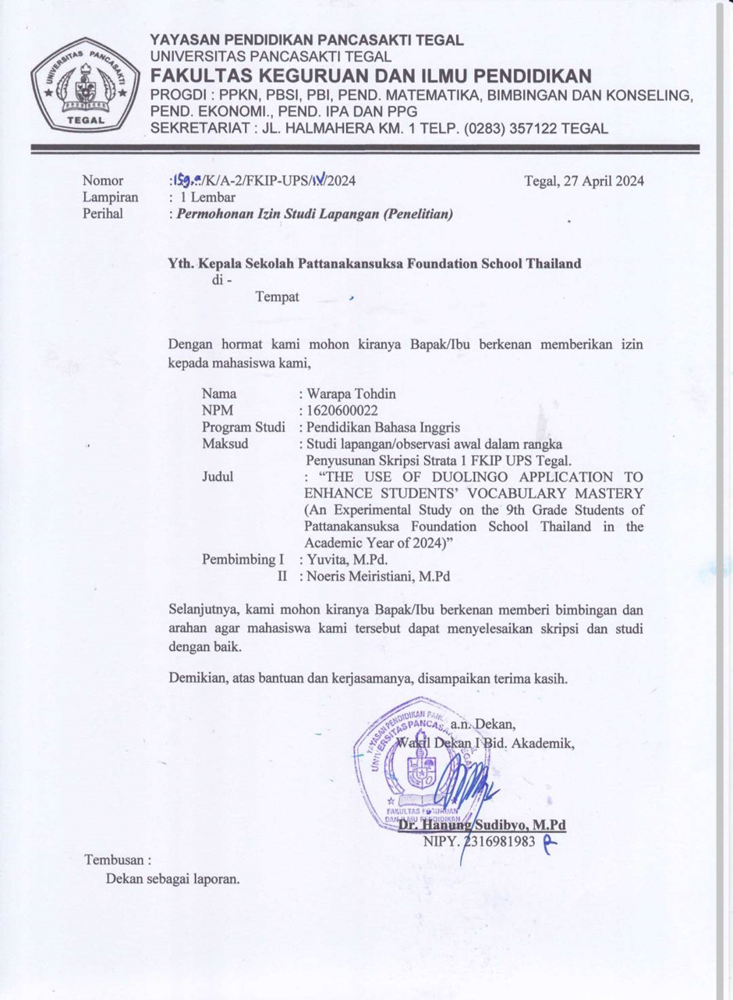 YAYASAN PENDIDIKAN PANCASAKTI TEGAL
UNIVERSITAS PANCASAKTI TEGAL
FAKULTAS KEGURUAN DAN ILMU PENDIDIKAN
PROGDI : PPKN, PBSI, PBI, PEND. MATEMATIKA, BIMBINGAN DAN KONSELING,
PEND. EKONOMI., PEND. IPA DAN PPG
SEKRETARIAT : JL. HALMAHERA KM. 1 TELP. (0283) 357122 TEGAL
UNIVERSITAS PANCASAKTI
TEGAL
Nomor : /K/A-2/FKIP-UPS/IV/2024 Tegal, 27 April 2024
Lampiran : 1 Lembar
Perihal : Permohonan Izin Studi Lapangan (Penelitian)
Yth. Kepala Sekolah Pattanakansuksa Foundation School Thailand
di -
Tempat
Dengan hormat kami mohon kiranya Bapak/Ibu berkenan memberikan izin
kepada mahasiswa kami,
Nama : Warapa Tohdin
NPM : 1620600022
Program Studi : Pendidikan Bahasa Inggris
Maksud : Studi lapangan/observasi awal dalam rangka
Penyusunan Skripsi Strata 1 FKIP UPS Tegal.
Judul : “THE USE OF DUOLINGO APPLICATION TO
ENHANCE STUDENTS’ VOCABULARY MASTERY
(An Experimental Study on the 9th Grade Students of
Pattanakansuksa Foundation School Thailand in the
Academic Year of 2024)”
Pembimbing I : Yuvita, M.Pd.
II : Noeris Meiristiani, M.Pd
Selanjutnya, kami mohon kiranya Bapak/Ibu berkenan memberi bimbingan dan
arahan agar mahasiswa kami tersebut dapat menyelesaikan skripsi dan studi
dengan baik.
Demikian, atas bantuan dan kerjasamanya, disampaikan terima kasih.
a.n. Dekan,
Wakil Dekan I Bid. Akademik,
YAYASAN PENDIDIKAN
UNIVERSITAS PANCASAKTI TEGAL
FAKULTAS KEGURUAN
DAN ILMU PENDIDIKAN
Dr. Hanung Sudibyo, M.Pd
NIPY. 2316981983
Tembusan :
Dekan sebagai laporan.